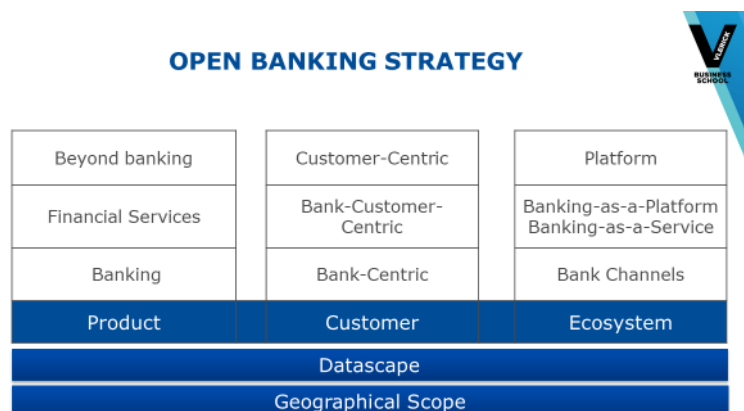 OPEN BANKING STRATEGY
VLERICK
BUSINESS
SCHOOL
Beyond banking
Customer-Centric
Platform
Financial Services
Bank-Customer-
Centric
Banking-as-a-Platform
Banking-as-a-Service
Banking
Bank-Centric
Bank Channels
Product
Customer
Ecosystem
Datascape
Geographical Scope